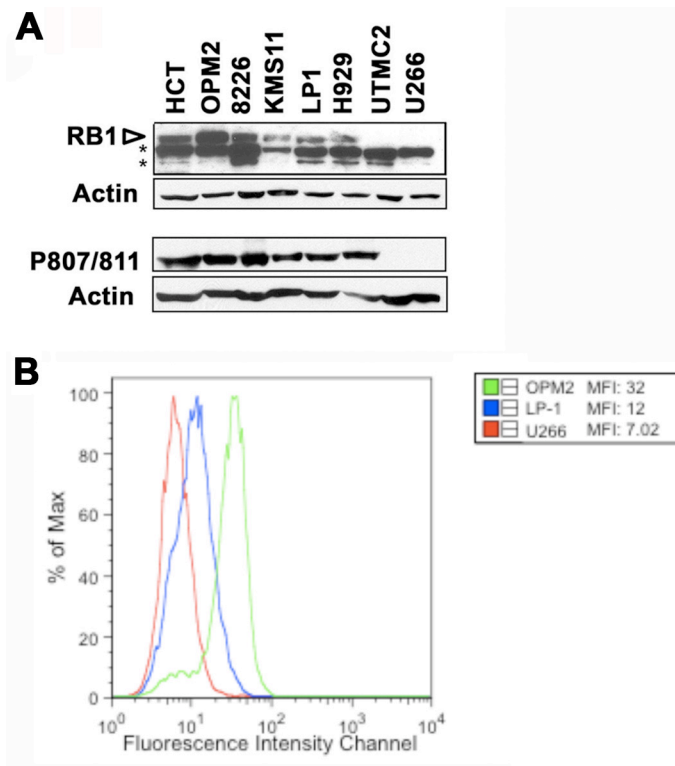 A
HCT OPM2 8226 KMS11 LP1 H929 UTMC2 U266
RB1
*
*
Actin
P807/811
Actin
B
OPM2 MFI: 32
LP-1 MFI: 12
U266 MFI: 7.02
100
80
60
40
20
0
% of Max
10^0 10^1 10^2 10^3 10^4
Fluorescence Intensity Channel